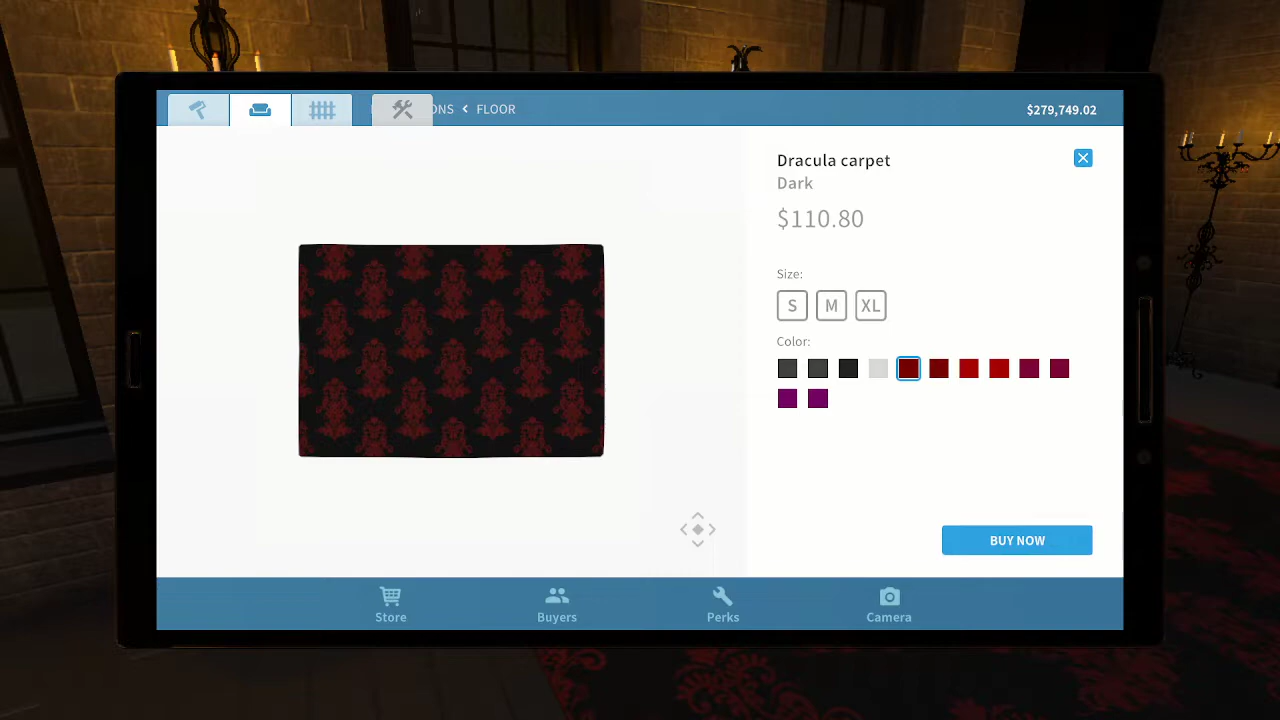 ONS < FLOOR
$279,749.02
Dracula carpet
Dark
$110.80
Size:
S M XL
Color:
BUY NOW
Store Buyers Perks Camera